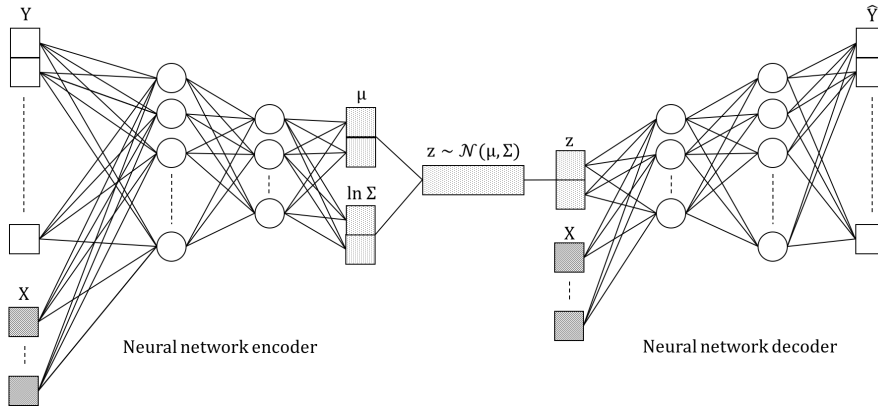 Y
X
Neural network encoder
μ
ln Σ
z ~ 𝒩(μ, Σ)
z
X
Neural network decoder
Ŷ